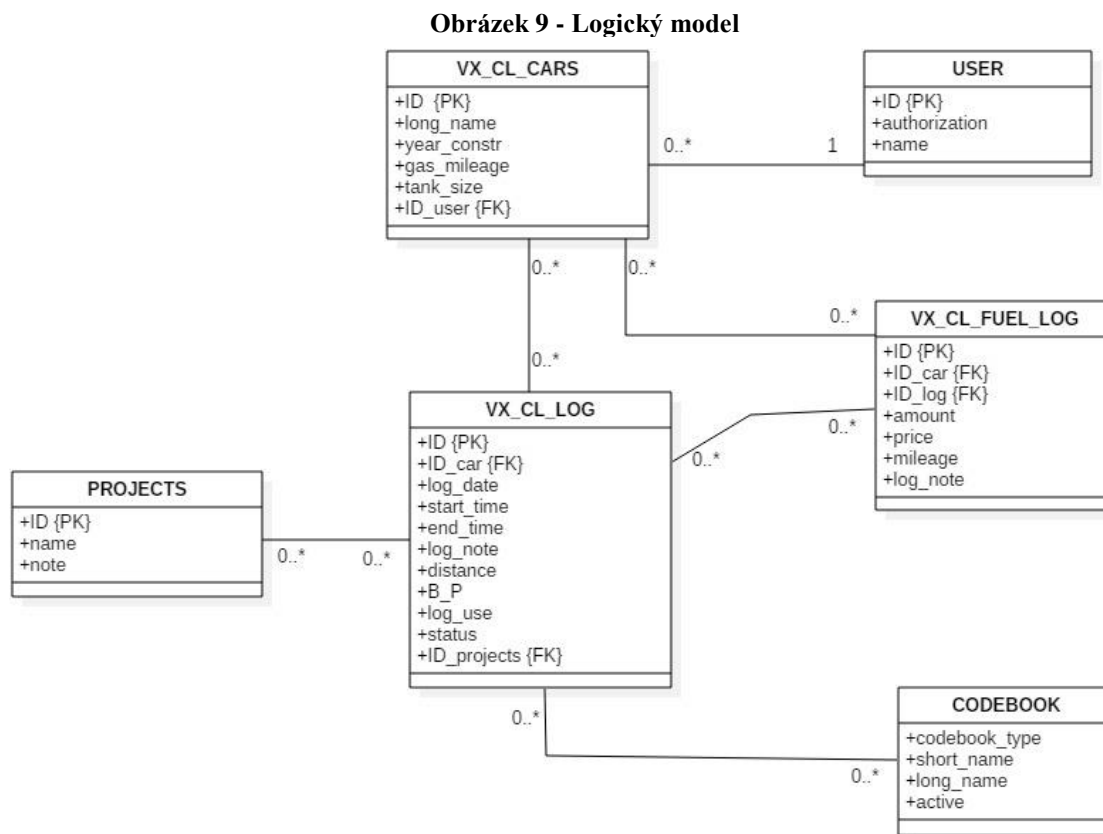 Obrázek 9 - Logický model
VX_CL_CARS
+ID {PK}
+long_name
+year_constr
+gas_mileage
+tank_size
+ID_user {FK}
USER
+ID {PK}
+authorization
+name
0..*
1
0..*
0..*
0..*
0..*
VX_CL_FUEL_LOG
+ID {PK}
+ID_car {FK}
+ID_log {FK}
+amount
+price
+mileage
+log_note
VX_CL_LOG
+ID {PK}
+ID_car {FK}
+log_date
+start_time
+end_time
+log_note
+distance
+B_P
+log_use
+status
+ID_projects {FK}
0..*
0..*
PROJECTS
+ID {PK}
+name
+note
0..*
0..*
0..*
0..*
CODEBOOK
+codebook_type
+short_name
+long_name
+active